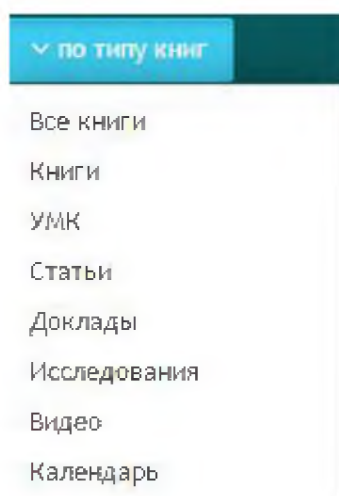 по типу книг
Все книги
Книги
УМК
Статьи
Доклады
Исследования
Видео
Календарь